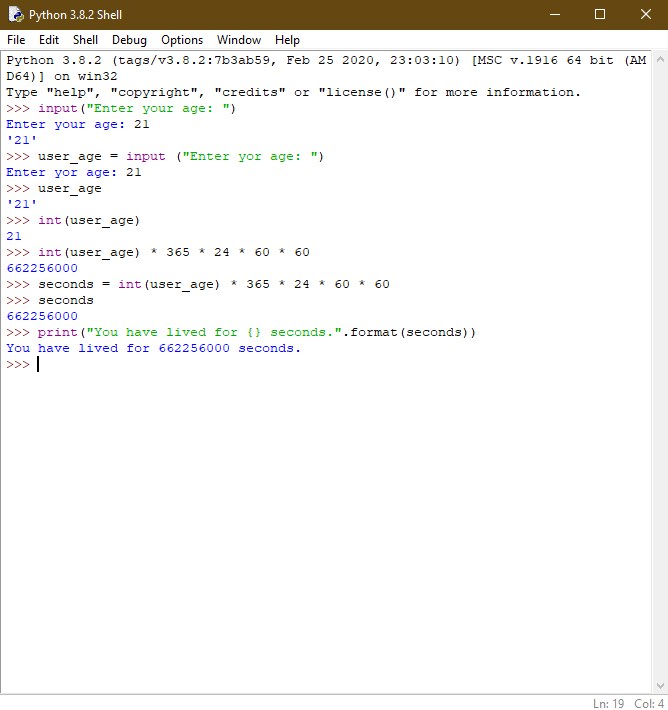 Python 3.8.2 Shell
File Edit Shell Debug Options Window Help
Python 3.8.2 (tags/v3.8.2:7b3ab59, Feb 25 2020, 23:03:10) [MSC v.1916 64 bit (AM
D64)] on win32
Type "help", "copyright", "credits" or "license()" for more information.
>>> input("Enter your age: ")
Enter your age: 21
'21'
>>> user_age = input ("Enter yor age: ")
Enter yor age: 21
>>> user_age
'21'
>>> int(user_age)
21
>>> int(user_age) * 365 * 24 * 60 * 60
662256000
>>> seconds = int(user_age) * 365 * 24 * 60 * 60
>>> seconds
662256000
>>> print("You have lived for {} seconds.".format(seconds))
You have lived for 662256000 seconds.
>>>
Ln: 19 Col: 4